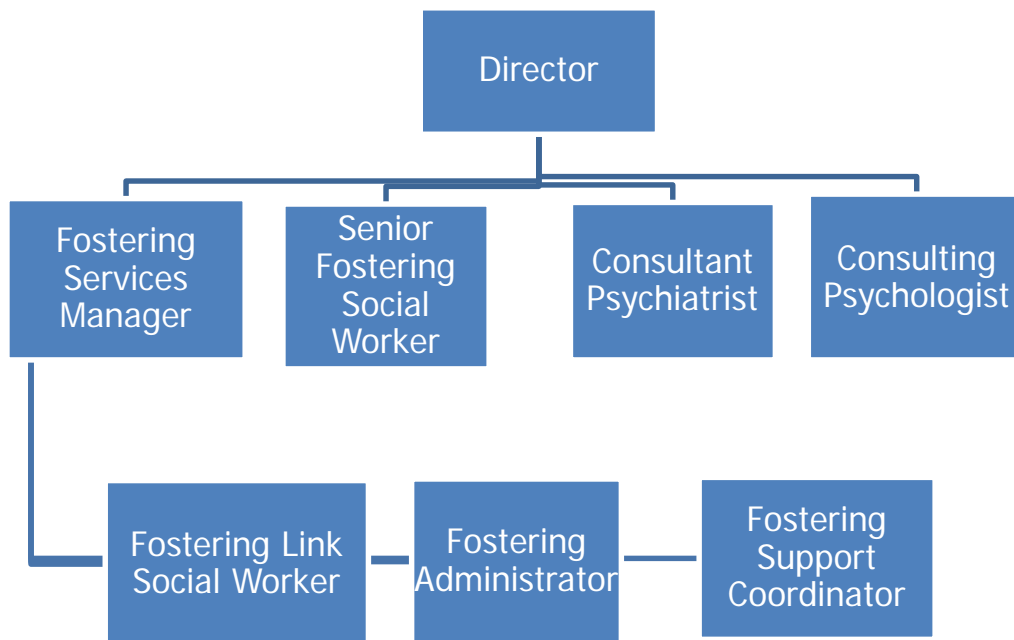 Director
Fostering
Services
Manager
Senior
Fostering
Social
Worker
Consultant
Psychiatrist
Consulting
Psychologist
Fostering Link
Social Worker
Fostering
Administrator
Fostering
Support
Coordinator